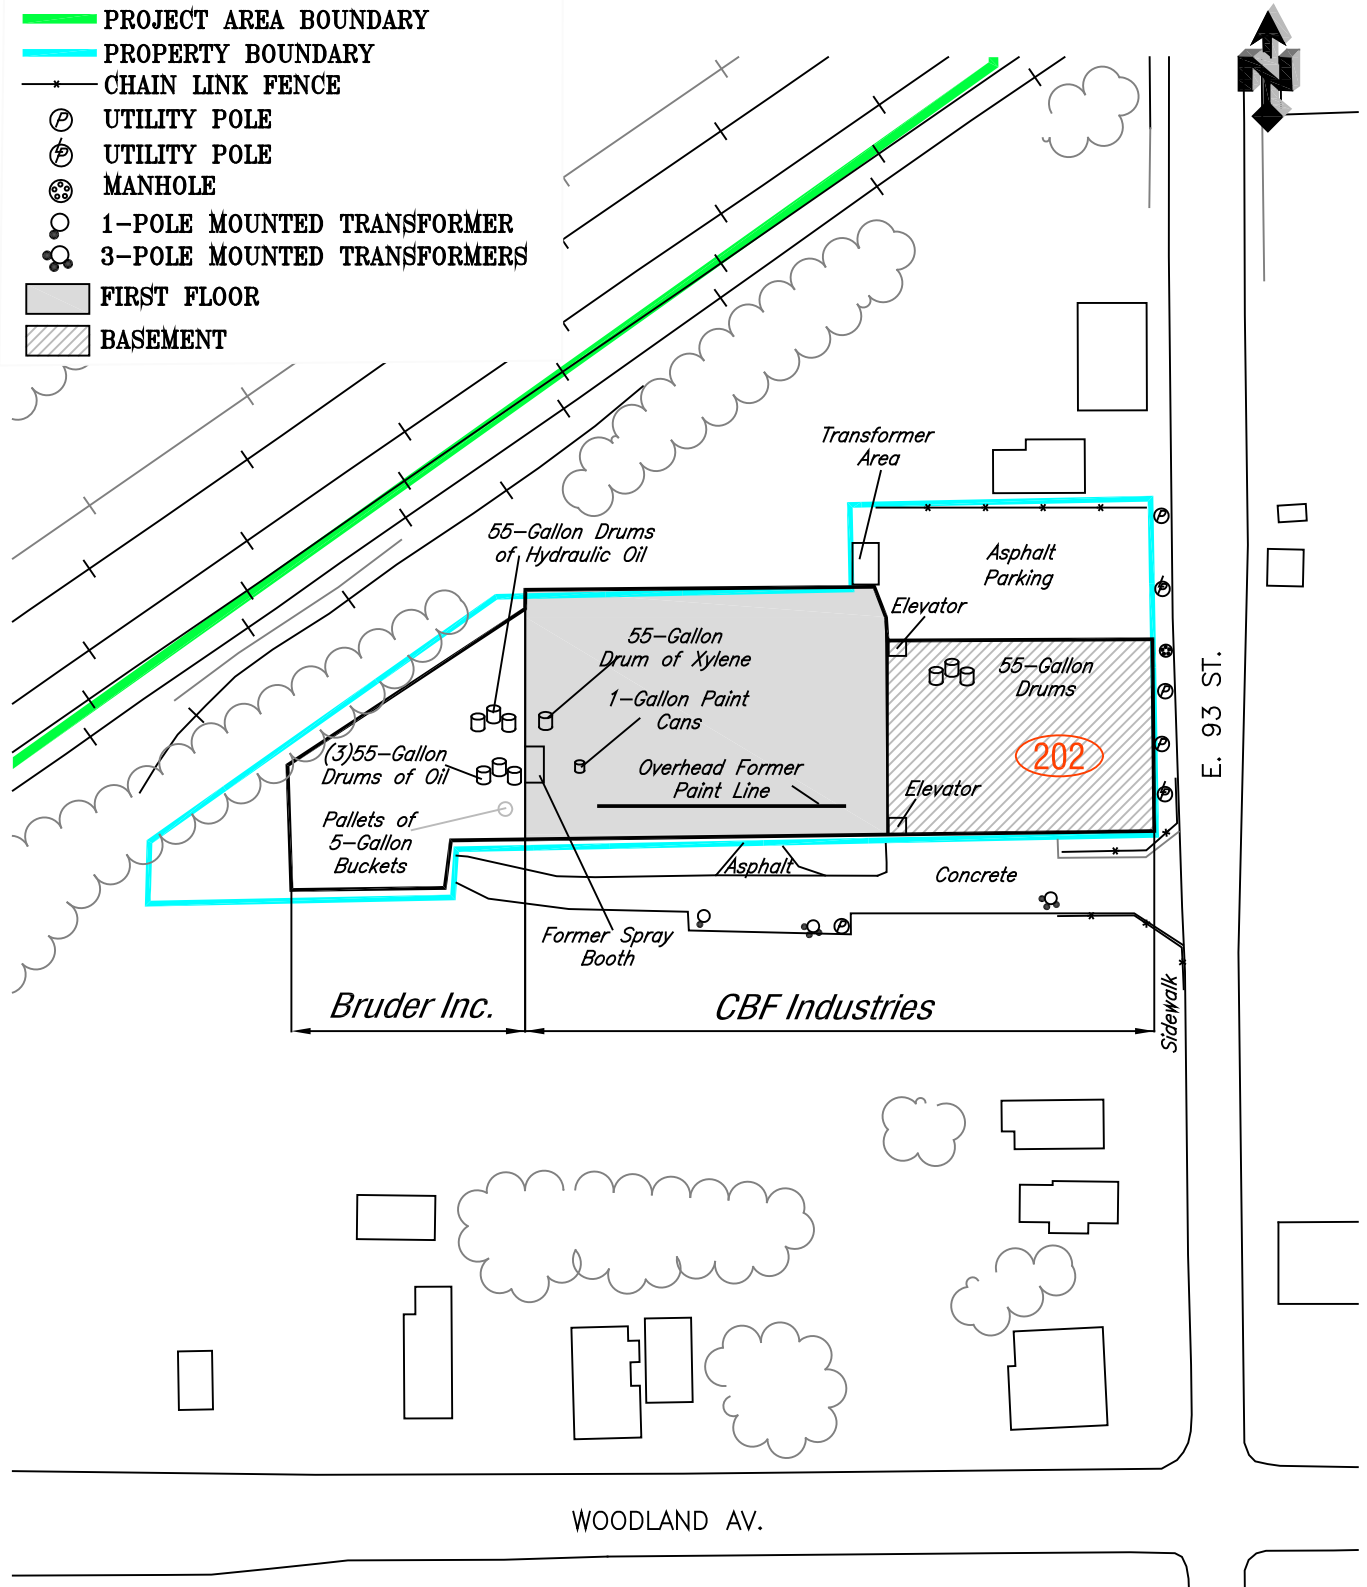 PROJECT AREA BOUNDARY
PROPERTY BOUNDARY
CHAIN LINK FENCE
P UTILITY POLE
P UTILITY POLE
MANHOLE
1-POLE MOUNTED TRANSFORMER
3-POLE MOUNTED TRANSFORMERS
FIRST FLOOR
BASEMENT
N
Transformer
Area
55-Gallon Drums
of Hydraulic Oil
Asphalt
Parking
P
P
Elevator
55-Gallon
Drum of Xylene
55-Gallon
Drums
P
1-Gallon Paint
Cans
E. 93 ST.
(3)55-Gallon
Drums of Oil
Overhead Former
Paint Line
202
P
Elevator
P
Pallets of
5-Gallon
Buckets
Asphalt
Concrete
P
Former Spray
Booth
Bruder Inc.
CBF Industries
Sidewalk
WOODLAND AV.